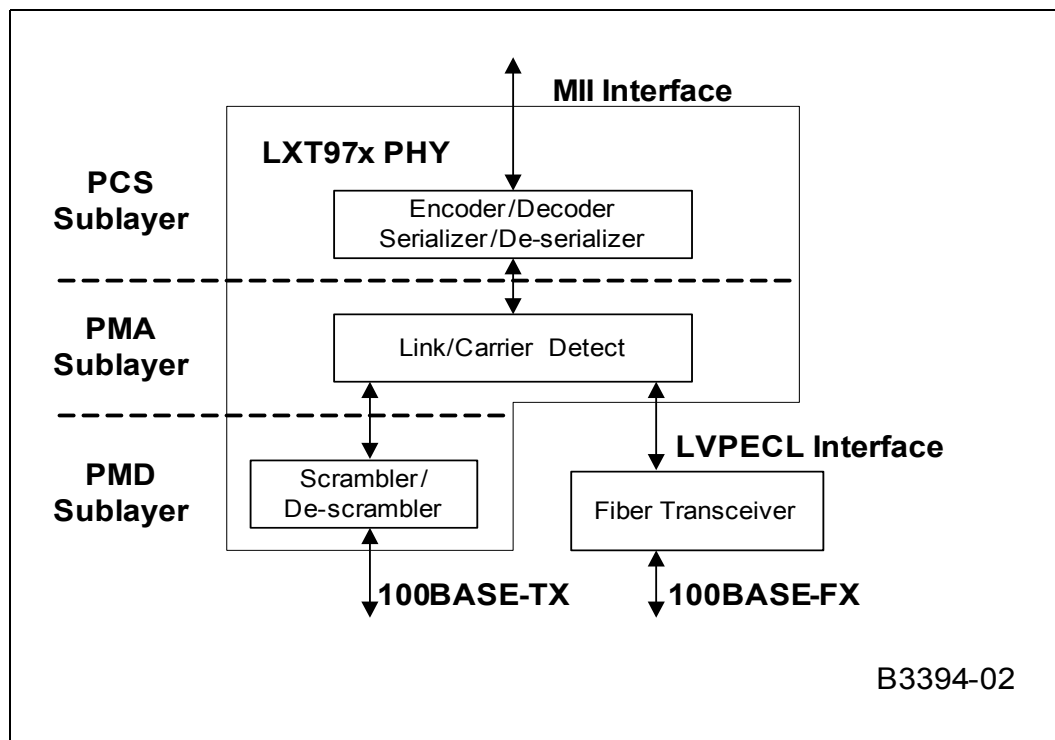 MII Interface
LXT97x PHY
PCS
Sublayer
Encoder/Decoder
Serializer/De-serializer
PMA
Sublayer
Link/Carrier Detect
LVPECL Interface
PMD
Sublayer
Scrambler/
De-scrambler
Fiber Transceiver
100BASE-TX
100BASE-FX
B3394-02